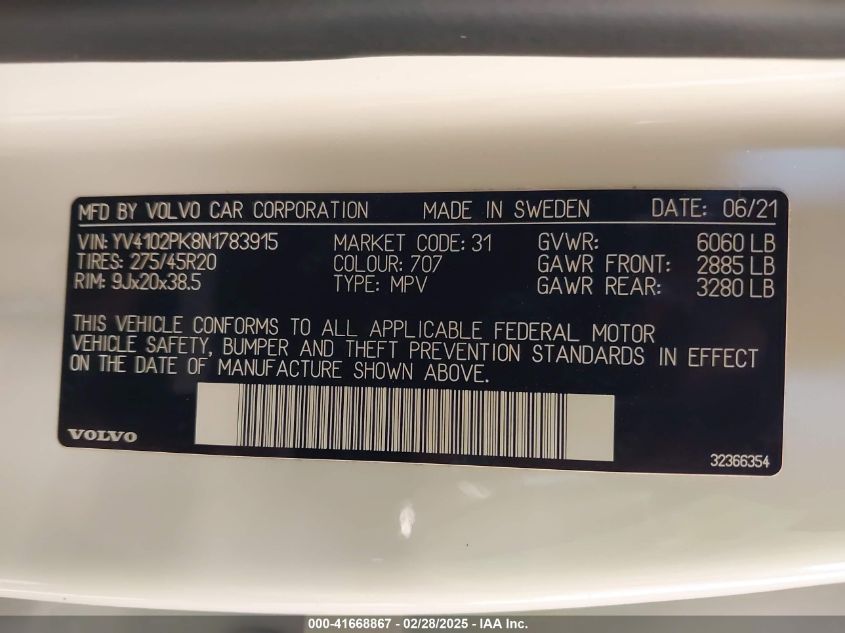 MFD BY VOLVO CAR CORPORATION MADE IN SWEDEN DATE: 06/21
VIN: YV4102PK8N1783915 MARKET CODE: 31 GVWR: 6060 LB
TIRES: 275/45R20 COLOUR: 707 GAWR FRONT: 2885 LB
RIM: 9Jx20x38.5 TYPE: MPV GAWR REAR: 3280 LB
THIS VEHICLE CONFORMS TO ALL APPLICABLE FEDERAL MOTOR
VEHICLE SAFETY, BUMPER AND THEFT PREVENTION STANDARDS IN EFFECT
ON THE DATE OF MANUFACTURE SHOWN ABOVE.
VOLVO
32366354
000-41668867 - 02/28/2025 - IAA Inc.